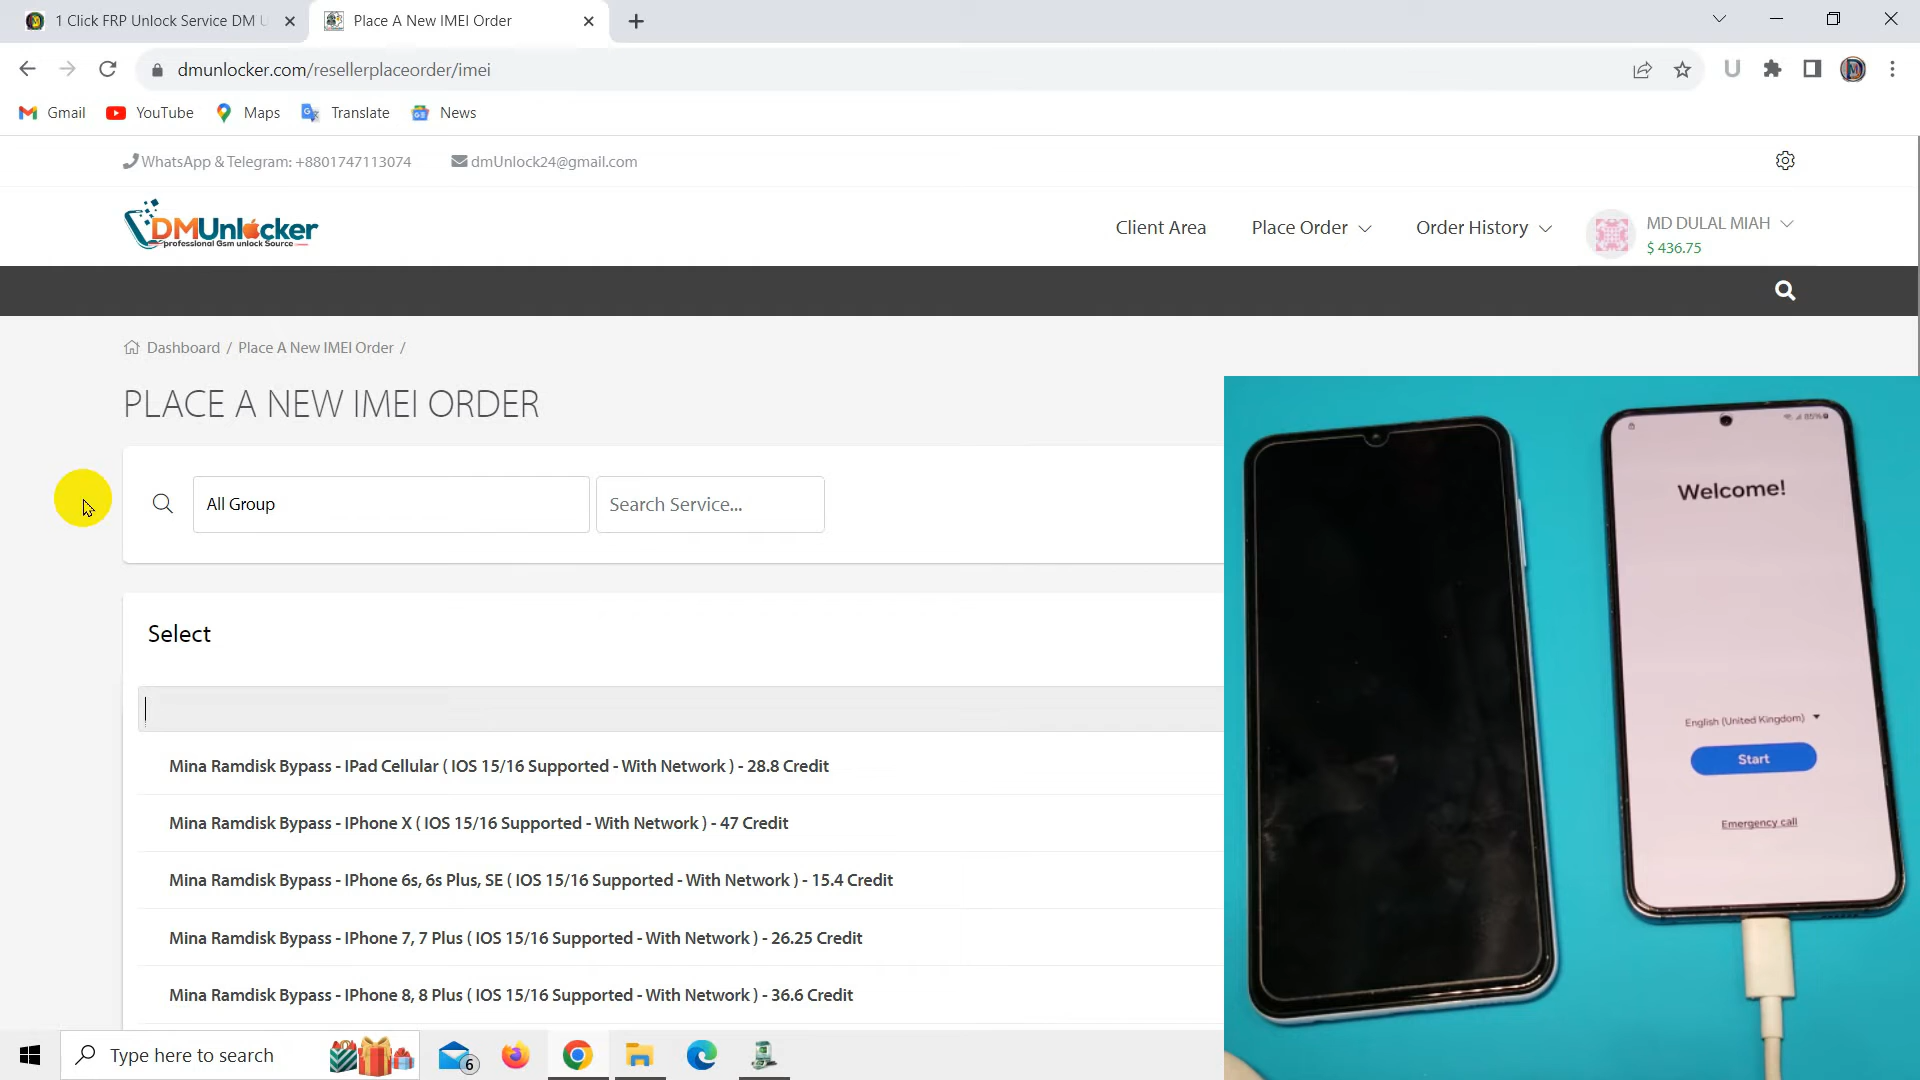 1 Click FRP Unlock Service DM U
Place A New IMEI Order
dmunlocker.com/resellerplaceorder/imei
Gmail YouTube Maps Translate News
WhatsApp & Telegram: +8801747113074 dmUnlock24@gmail.com
DMUnlocker
professional Gsm unlock Source
Client Area Place Order Order History MD DULAL MIAH
$ 436.75
Dashboard / Place A New IMEI Order /
PLACE A NEW IMEI ORDER
All Group Search Service...
Select
Mina Ramdisk Bypass - IPad Cellular ( IOS 15/16 Supported - With Network ) - 28.8 Credit
Mina Ramdisk Bypass - IPhone X ( IOS 15/16 Supported - With Network ) - 47 Credit
Mina Ramdisk Bypass - IPhone 6s, 6s Plus, SE ( IOS 15/16 Supported - With Network ) - 15.4 Credit
Mina Ramdisk Bypass - IPhone 7, 7 Plus ( IOS 15/16 Supported - With Network ) - 26.25 Credit
Mina Ramdisk Bypass - IPhone 8, 8 Plus ( IOS 15/16 Supported - With Network ) - 36.6 Credit
85%
Welcome!
English (United Kingdom)
Start
Emergency call
Type here to search
6